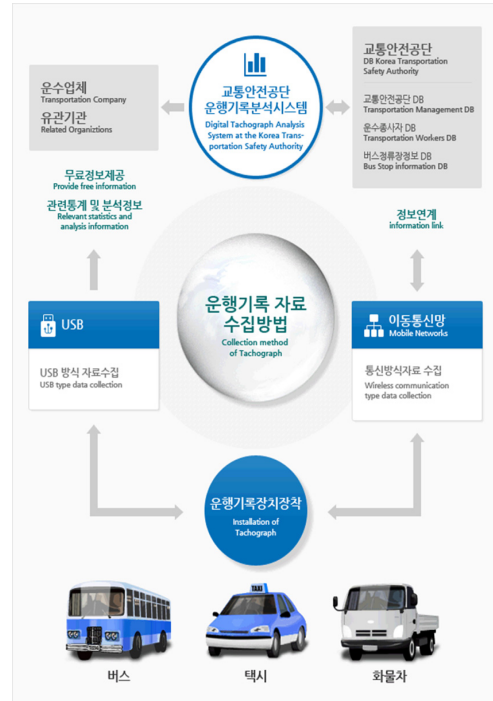 교통안전공단
운행기록분석시스템
Digital Tachograph Analysis
System at the Korea Trans-
portation Safety Authority
운수업체
Transportation Company
유관기관
Related Organiztions
교통안전공단
DB Korea Transportation
Safety Authority
교통안전공단 DB
Transportation Management DB
운수종사자 DB
Transportation Workers DB
버스정류장정보 DB
Bus Stop information DB
무료정보제공
Provide free information
관련통계 및 분석정보
Relevant statistics and
analysis information
정보연계
information link
운행기록 자료
수집방법
Collection method
of Tachograph
USB
USB 방식 자료수집
USB type data collection
이동통신망
Mobile Networks
통신방식자료 수집
Wireless communication
type data collection
운행기록장치장착
Installation of
Tachograph
TAXI
버스
택시
화물차